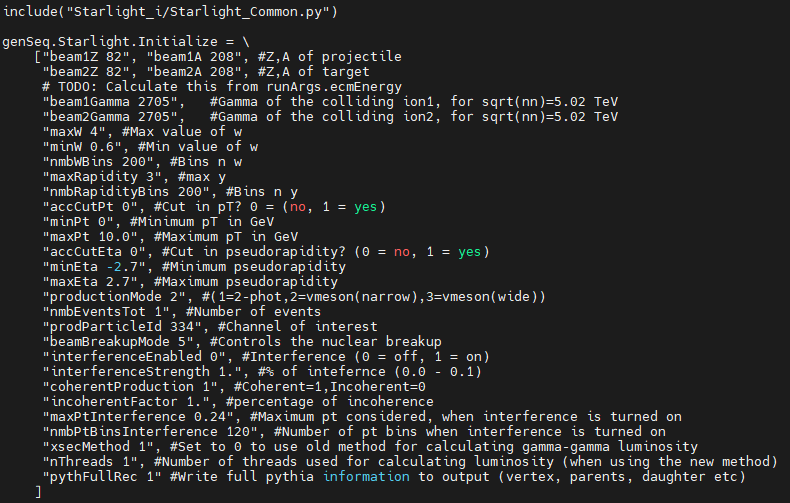 include("Starlight_i/Starlight_Common.py")
genSeq.Starlight.Initialize = \
["beam1Z 82", "beam1A 208", #Z,A of projectile
"beam2Z 82", "beam2A 208", #Z,A of target
# TODO: Calculate this from runArgs.ecmEnergy
"beam1Gamma 2705", #Gamma of the colliding ion1, for sqrt(nn)=5.02 TeV
"beam2Gamma 2705", #Gamma of the colliding ion2, for sqrt(nn)=5.02 TeV
"maxW 4", #Max value of w
"minW 0.6", #Min value of w
"nmbWBins 200", #Bins n w
"maxRapidity 3", #max y
"nmbRapidityBins 200", #Bins n y
"accCutPt 0", #Cut in pT? 0 = (no, 1 = yes)
"minPt 0", #Minimum pT in GeV
"maxPt 10.0", #Maximum pT in GeV
"accCutEta 0", #Cut in pseudorapidity? (0 = no, 1 = yes)
"minEta -2.7", #Minimum pseudorapidity
"maxEta 2.7", #Maximum pseudorapidity
"productionMode 2", #(1=2-phot,2=vmeson(narrow),3=vmeson(wide))
"nmbEventsTot 1", #Number of events
"prodParticleId 334", #Channel of interest
"beamBreakupMode 5", #Controls the nuclear breakup
"interferenceEnabled 0", #Interference (0 = off, 1 = on)
"interferenceStrength 1.", #% of intefernce (0.0 - 0.1)
"coherentProduction 1", #Coherent=1,Incoherent=0
"incoherentFactor 1.", #percentage of incoherence
"maxPtInterference 0.24", #Maximum pt considered, when interference is turned on
"nmbPtBinsInterference 120", #Number of pt bins when interference is turned on
"xsecMethod 1", #Set to 0 to use old method for calculating gamma-gamma luminosity
"nThreads 1", #Number of threads used for calculating luminosity (when using the new method)
"pythFullRec 1" #Write full pythia information to output (vertex, parents, daughter etc)
]